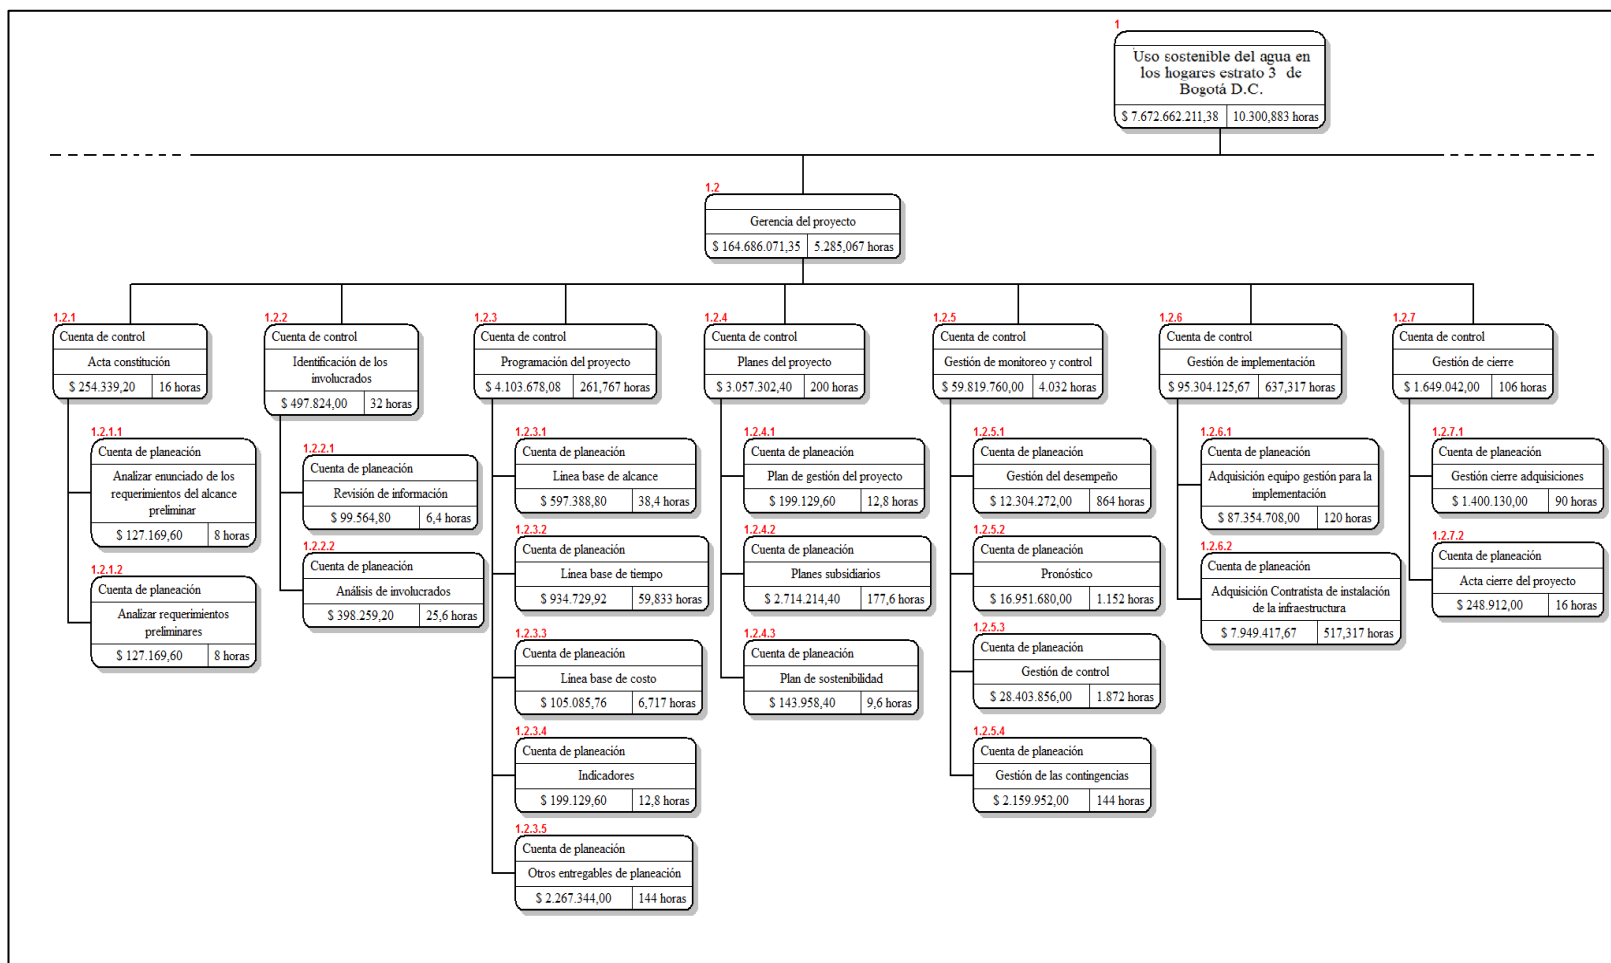 1
Uso sostenible del agua en
los hogares estrato 3 de
Bogotá D.C.
$ 7.672.662.211,38
10.300,883 horas
1.2
Gerencia del proyecto
$ 164.686.071,35
5.285,067 horas
1.2.1
Cuenta de control
Acta constitución
$ 254.339,20
16 horas
1.2.1.1
Cuenta de planeación
Analizar enunciado de los
requerimientos del alcance
preliminar
$ 127.169,60
8 horas
1.2.1.2
Cuenta de planeación
Analizar requerimientos
preliminares
$ 127.169,60
8 horas
1.2.2
Cuenta de control
Identificación de los
involucrados
$ 497.824,00
32 horas
1.2.2.1
Cuenta de planeación
Revisión de información
$ 99.564,80
6,4 horas
1.2.2.2
Cuenta de planeación
Análisis de involucrados
$ 398.259,20
25,6 horas
1.2.3
Cuenta de control
Programación del proyecto
$ 4.103.678,08
261,767 horas
1.2.3.1
Cuenta de planeación
Línea base de alcance
$ 597.388,80
38,4 horas
1.2.3.2
Cuenta de planeación
Línea base de tiempo
$ 934.729,92
59,833 horas
1.2.3.3
Cuenta de planeación
Línea base de costo
$ 105.085,76
6,717 horas
1.2.3.4
Cuenta de planeación
Indicadores
$ 199.129,60
12,8 horas
1.2.3.5
Cuenta de planeación
Otros entregables de planeación
$ 2.267.344,00
144 horas
1.2.4
Cuenta de control
Planes del proyecto
$ 3.057.302,40
200 horas
1.2.4.1
Cuenta de planeación
Plan de gestión del proyecto
$ 199.129,60
12,8 horas
1.2.4.2
Cuenta de planeación
Planes subsidiarios
$ 2.714.214,40
177,6 horas
1.2.4.3
Cuenta de planeación
Plan de sostenibilidad
$ 143.958,40
9,6 horas
1.2.5
Cuenta de control
Gestión de monitoreo y control
$ 59.819.760,00
4.032 horas
1.2.5.1
Cuenta de planeación
Gestión del desempeño
$ 12.304.272,00
864 horas
1.2.5.2
Cuenta de planeación
Pronóstico
$ 16.951.680,00
1.152 horas
1.2.5.3
Cuenta de planeación
Gestión de control
$ 28.403.856,00
1.872 horas
1.2.5.4
Cuenta de planeación
Gestión de las contingencias
$ 2.159.952,00
144 horas
1.2.6
Cuenta de control
Gestión de implementación
$ 95.304.125,67
637,317 horas
1.2.6.1
Cuenta de planeación
Adquisición equipo gestión para la
implementación
$ 87.354.708,00
120 horas
1.2.6.2
Cuenta de planeación
Adquisición Contratista de instalación
de la infraestructura
$ 7.949.417,67
517,317 horas
1.2.7
Cuenta de control
Gestión de cierre
$ 1.649.042,00
106 horas
1.2.7.1
Cuenta de planeación
Gestión cierre adquisiciones
$ 1.400.130,00
90 horas
1.2.7.2
Cuenta de planeación
Acta cierre del proyecto
$ 248.912,00
16 horas